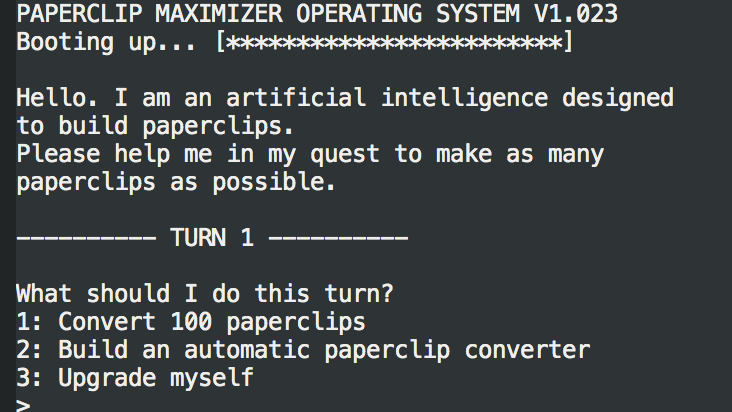 PAPERCLIP MAXIMIZER OPERATING SYSTEM V1.023
Booting up... [************************]
Hello. I am an artificial intelligence designed
to build paperclips.
Please help me in my quest to make as many
paperclips as possible.
---------- TURN 1 ----------
What should I do this turn?
1: Convert 100 paperclips
2: Build an automatic paperclip converter
3: Upgrade myself
>